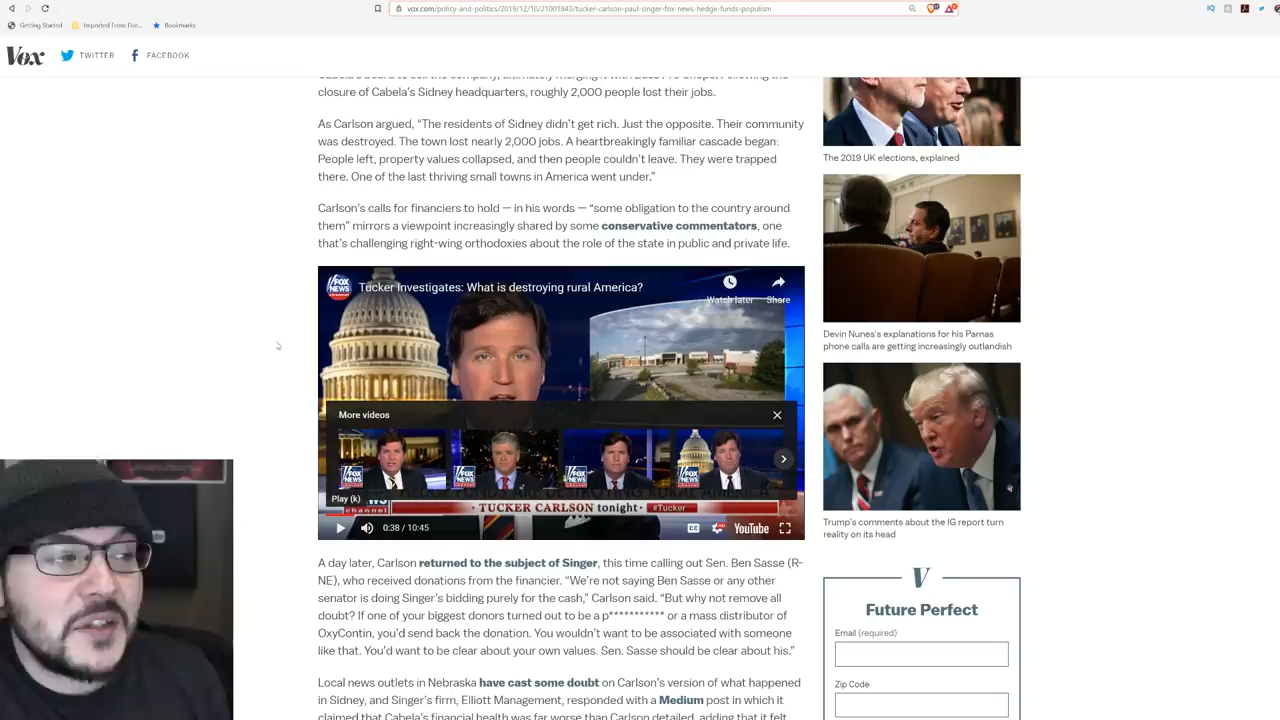 vox.com/policy-and-politics/2019/12/10/21001843/tucker-carlson-paul-singer-fox-news-hedge-funds-populism
Getting Started
Imported From Fire...
Bookmarks
Vox
TWITTER
FACEBOOK
closure of Cabela's Sidney headquarters, roughly 2,000 people lost their jobs.
As Carlson argued, "The residents of Sidney didn't get rich. Just the opposite. Their community
was destroyed. The town lost nearly 2,000 jobs. A heartbreakingly familiar cascade began:
People left, property values collapsed, and then people couldn't leave. They were trapped
there. One of the last thriving small towns in America went under."
Carlson's calls for financiers to hold — in his words — "some obligation to the country around
them" mirrors a viewpoint increasingly shared by some conservative commentators, one
that's challenging right-wing orthodoxies about the role of the state in public and private life.
FOX NEWS channel
Tucker Investigates: What is destroying rural America?
Watch later
Share
More videos
Play (k)
channel
TUCKER CARLSON tonight
#Tucker
0:38 / 10:45
CC
HD
YouTube
A day later, Carlson returned to the subject of Singer, this time calling out Sen. Ben Sasse (R-
NE), who received donations from the financier. "We're not saying Ben Sasse or any other
senator is doing Singer's bidding purely for the cash," Carlson said. "But why not remove all
doubt? If one of your biggest donors turned out to be a p*********** or a mass distributor of
OxyContin, you'd send back the donation. You wouldn't want to be associated with someone
like that. You'd want to be clear about your own values. Sen. Sasse should be clear about his."
Local news outlets in Nebraska have cast some doubt on Carlson's version of what happened
in Sidney, and Singer's firm, Elliott Management, responded with a Medium post in which it
claimed that Cabela's financial health was far worse than Carlson detailed, adding that it felt
The 2019 UK elections, explained
Devin Nunes's explanations for his Parnas
phone calls are getting increasingly outlandish
Trump's comments about the IG report turn
reality on its head
V
Future Perfect
Email (required)
Zip Code
IQ